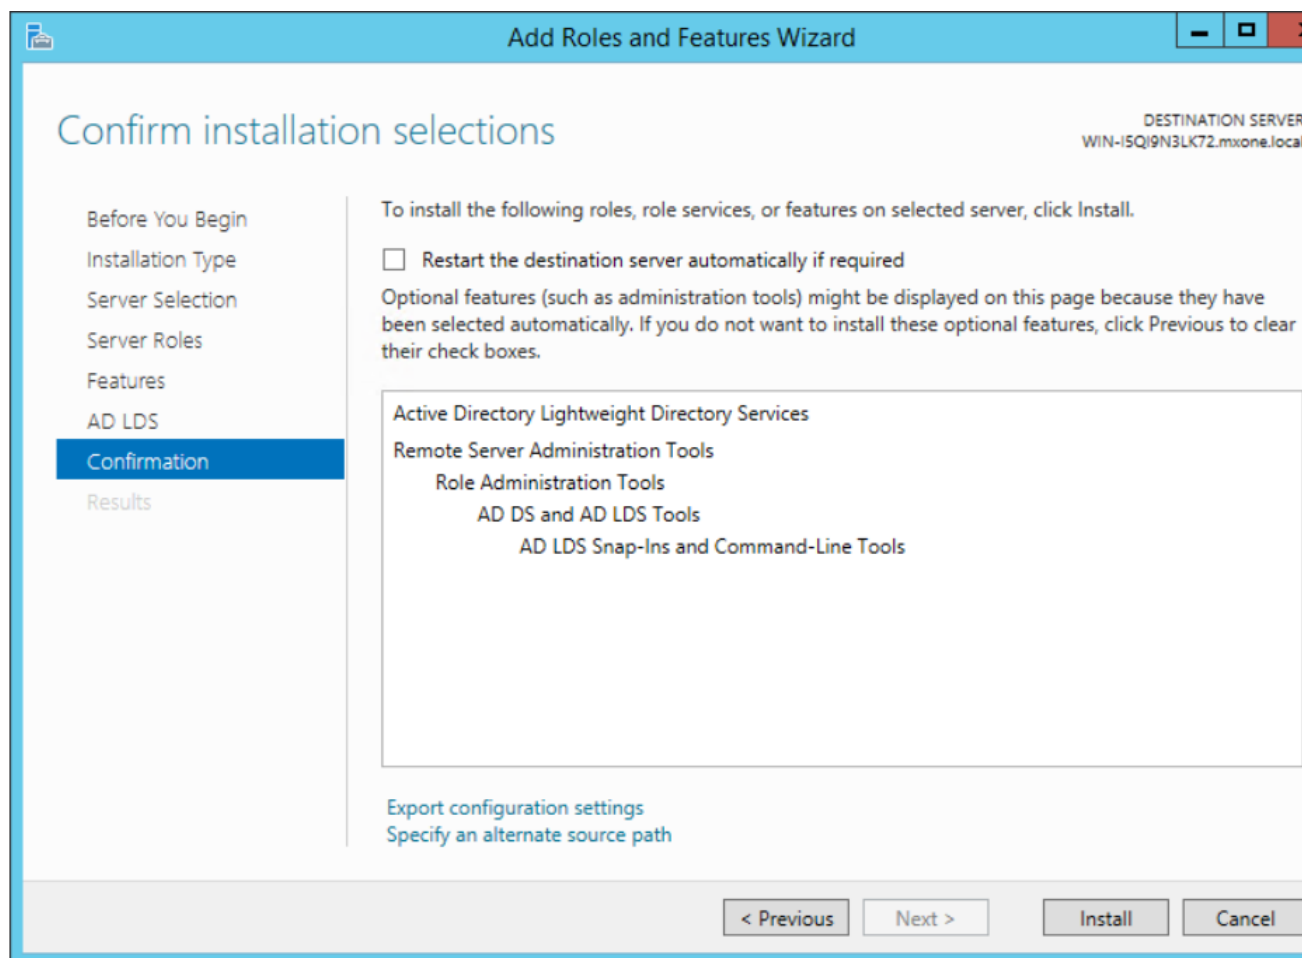 Add Roles and Features Wizard
Confirm installation selections
DESTINATION SERVER
WIN-I5QI9N3LK72.mxone.local
Before You Begin
Installation Type
Server Selection
Server Roles
Features
AD LDS
Confirmation
Results
To install the following roles, role services, or features on selected server, click Install.
Restart the destination server automatically if required
Optional features (such as administration tools) might be displayed on this page because they have
been selected automatically. If you do not want to install these optional features, click Previous to clear
their check boxes.
Active Directory Lightweight Directory Services
Remote Server Administration Tools
Role Administration Tools
AD DS and AD LDS Tools
AD LDS Snap-Ins and Command-Line Tools
Export configuration settings
Specify an alternate source path
< Previous
Next >
Install
Cancel